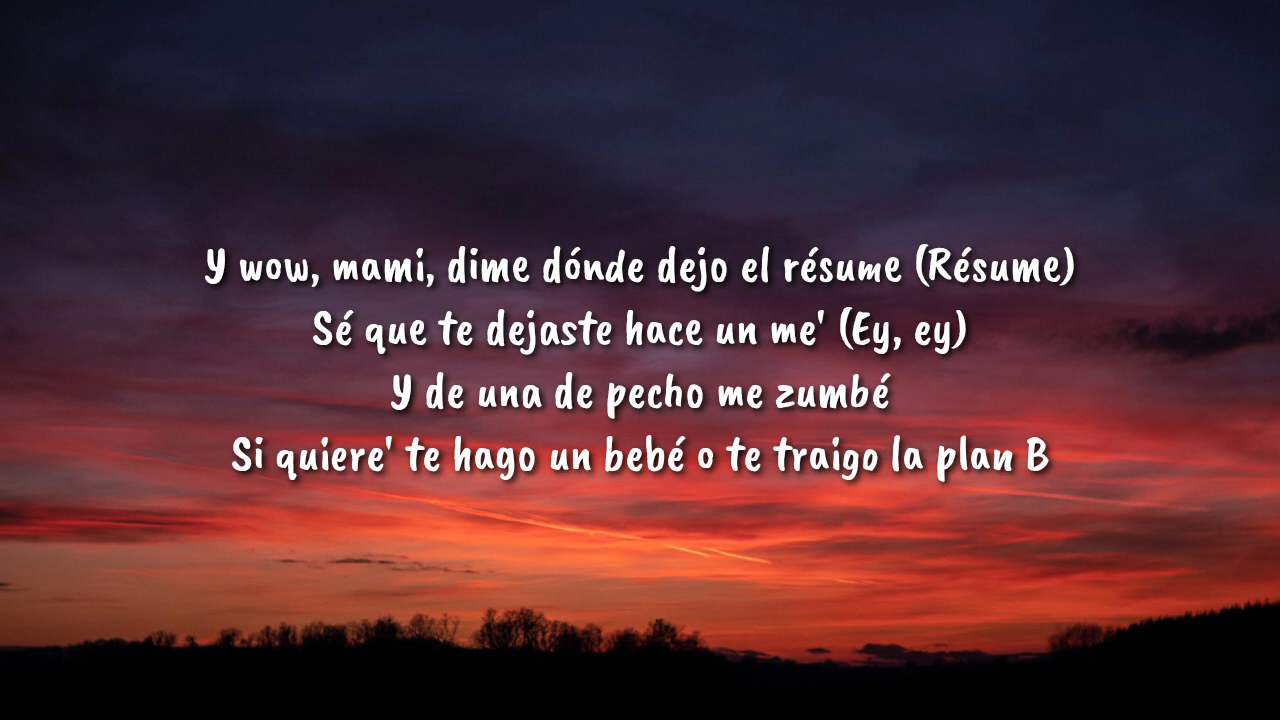 Y wow, mami, dime dónde dejo el résume (Résume)
Sé que te dejaste hace un me' (Ey, ey)
Y de una de pecho me zumbé
Si quiere' te hago un bebé o te traigo la plan B